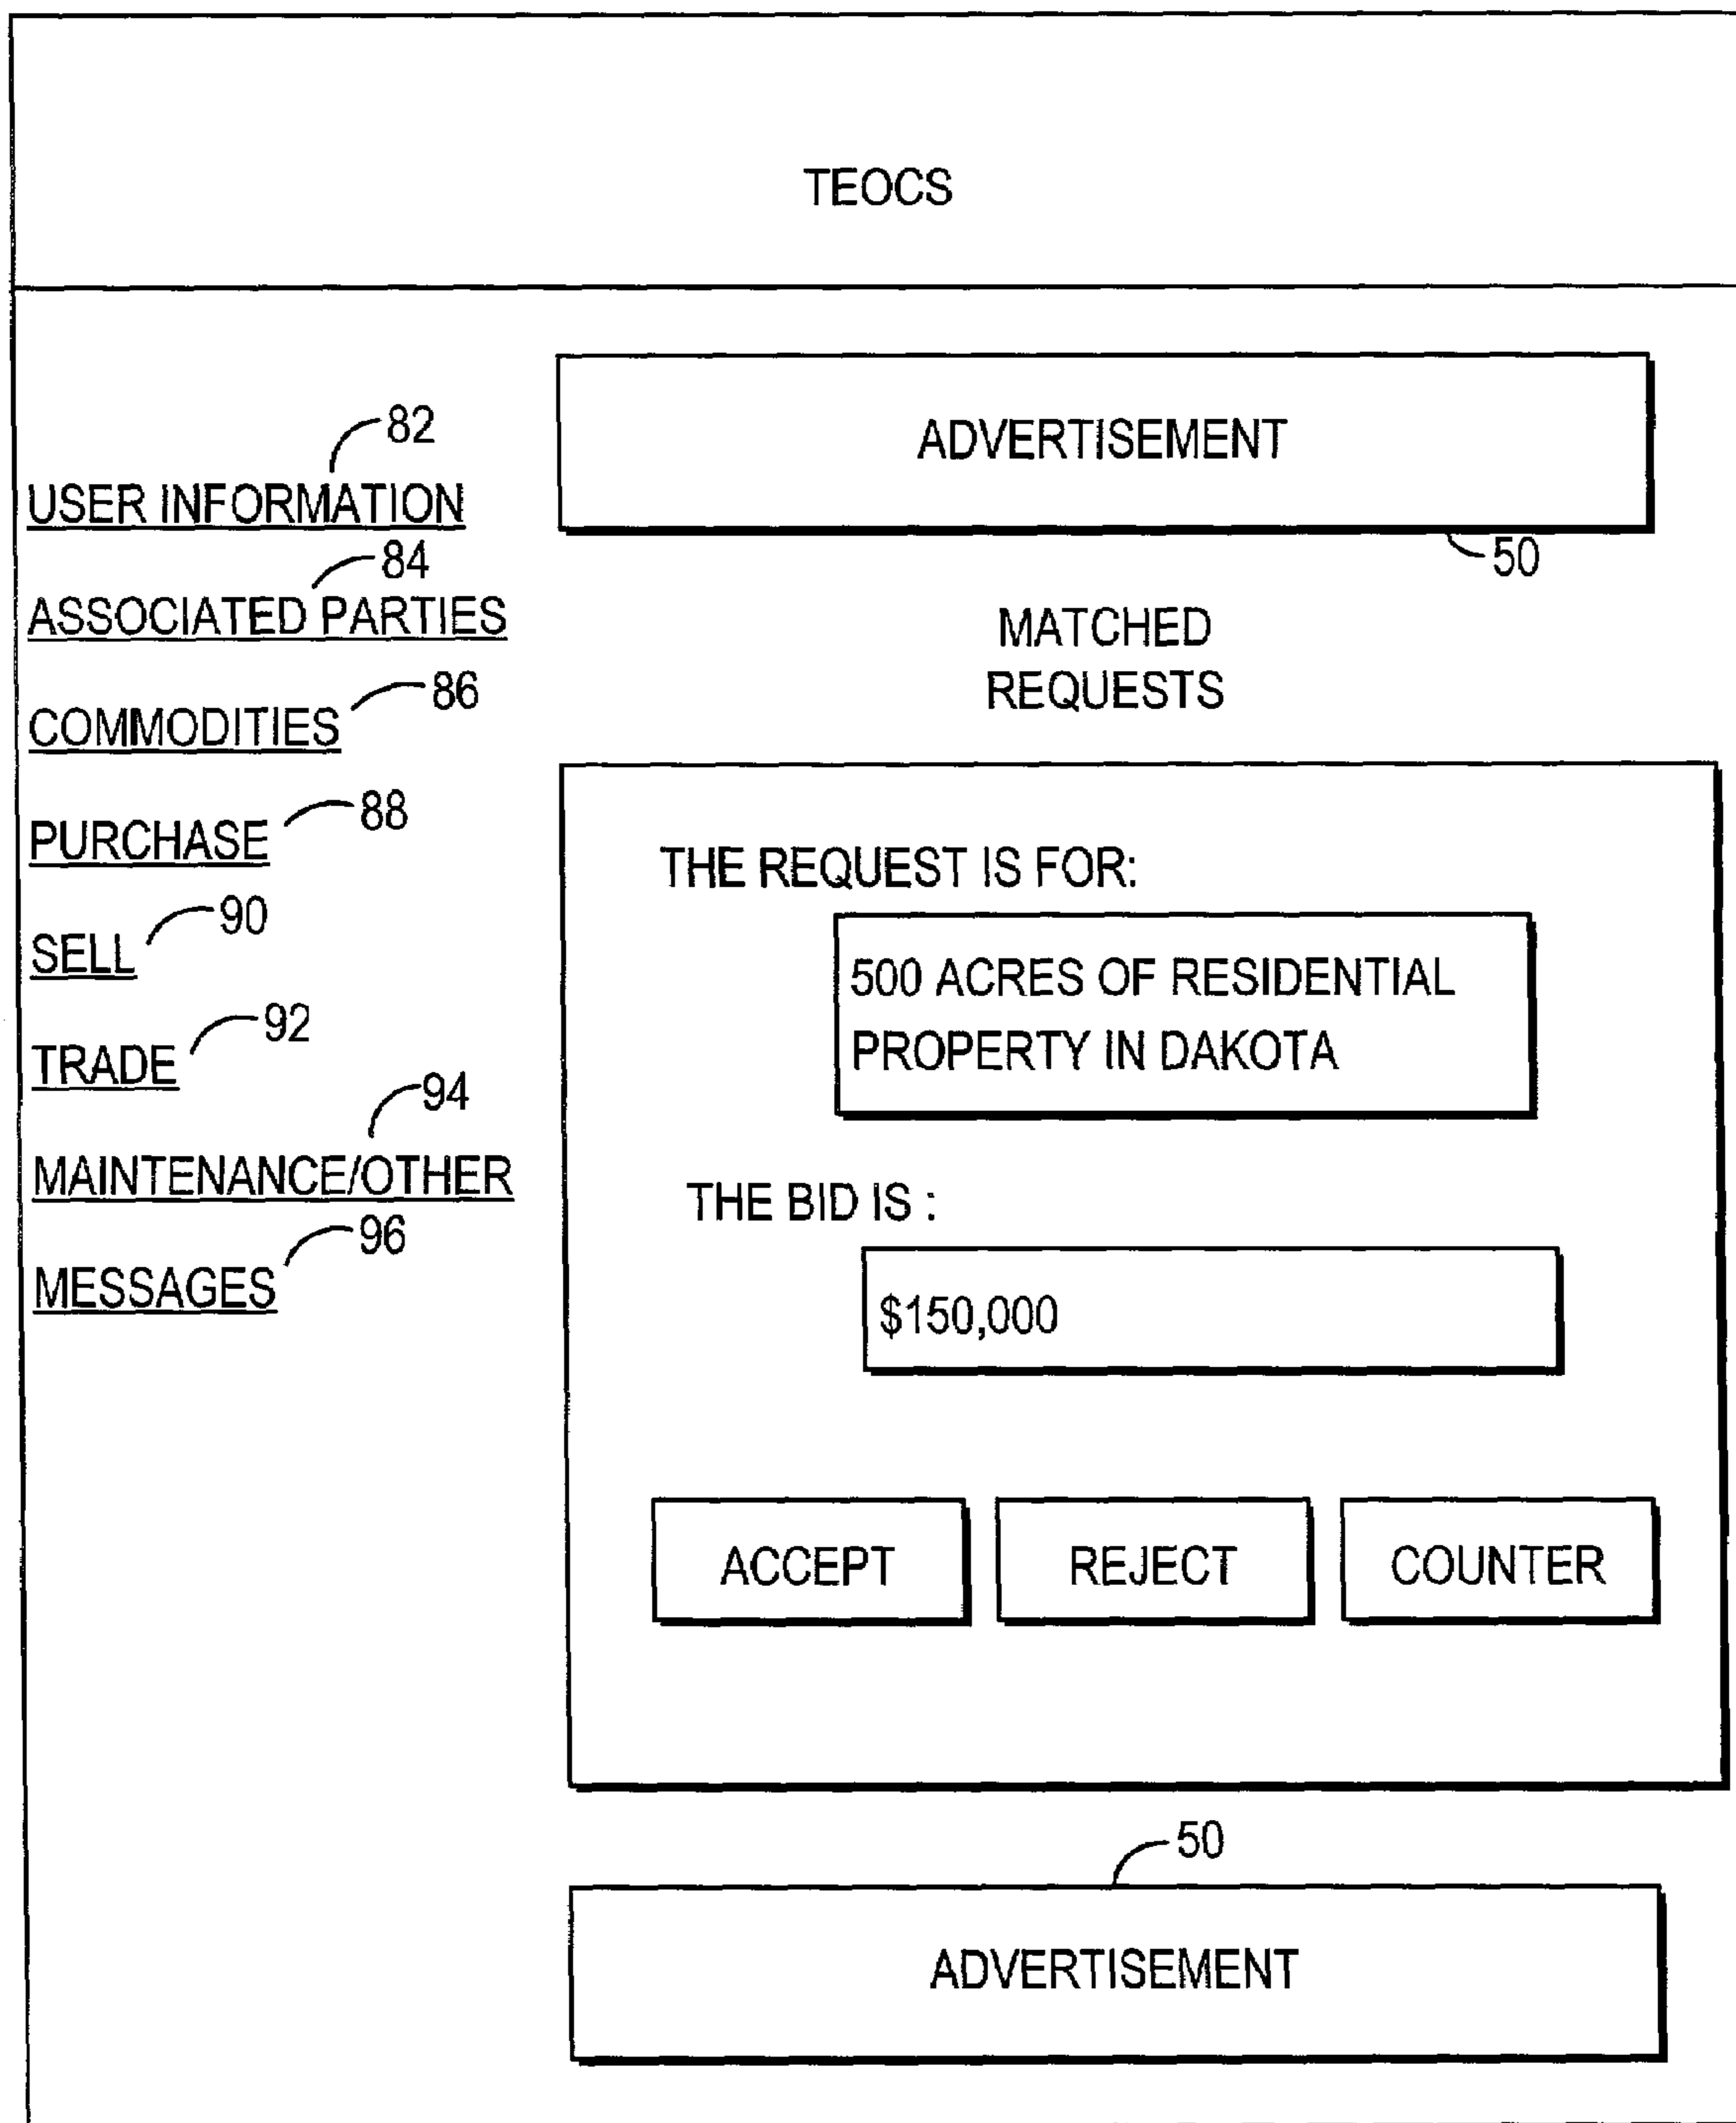 TEOCS
82
USER INFORMATION
84
ASSOCIATED PARTIES
86
COMMODITIES
88
PURCHASE
90
SELL
92
TRADE
94
MAINTENANCE/OTHER
96
MESSAGES
ADVERTISEMENT
50
MATCHED
REQUESTS
THE REQUEST IS FOR:
500 ACRES OF RESIDENTIAL
PROPERTY IN DAKOTA
THE BID IS :
$150,000
ACCEPT REJECT COUNTER
50
ADVERTISEMENT